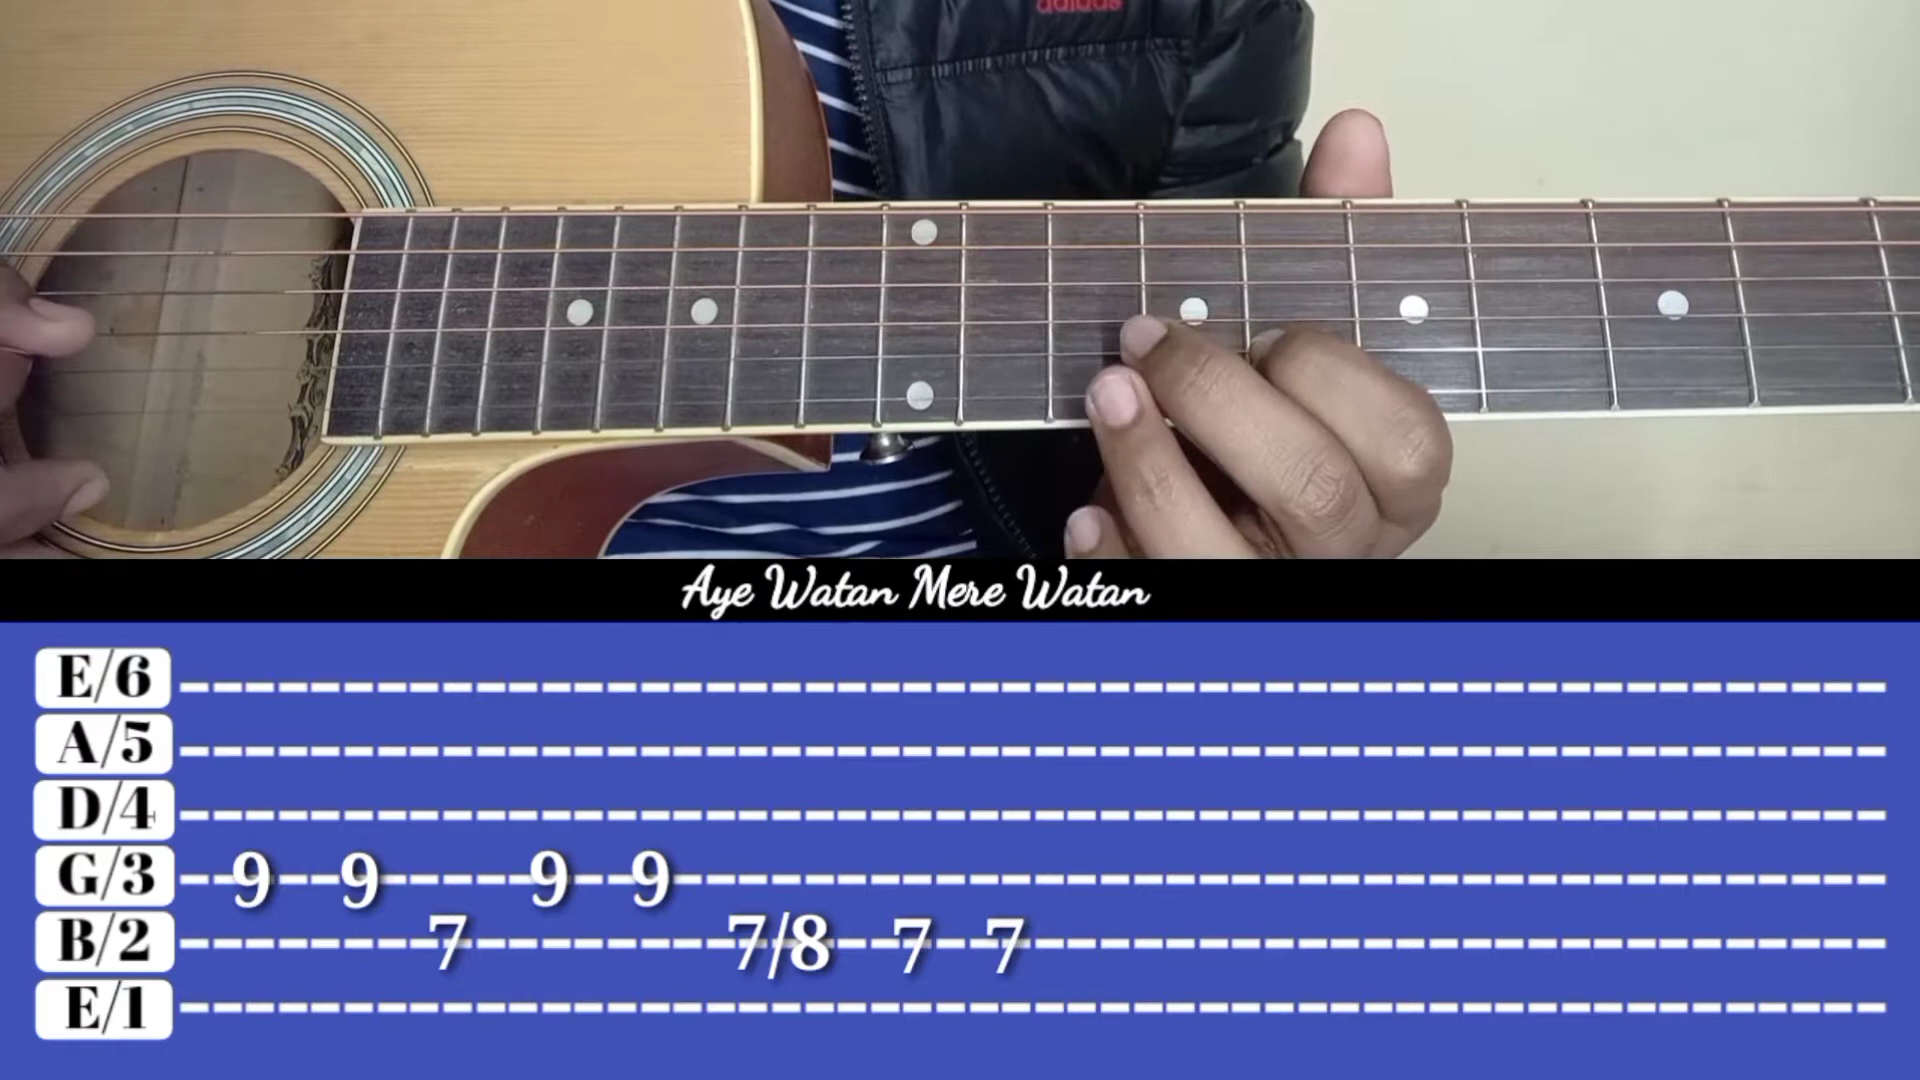 adidas
Aye Watan Mere Watan
E/6
A/5
D/4
G/3 9 9 9 9
B/2 7 7/8 7 7
E/1